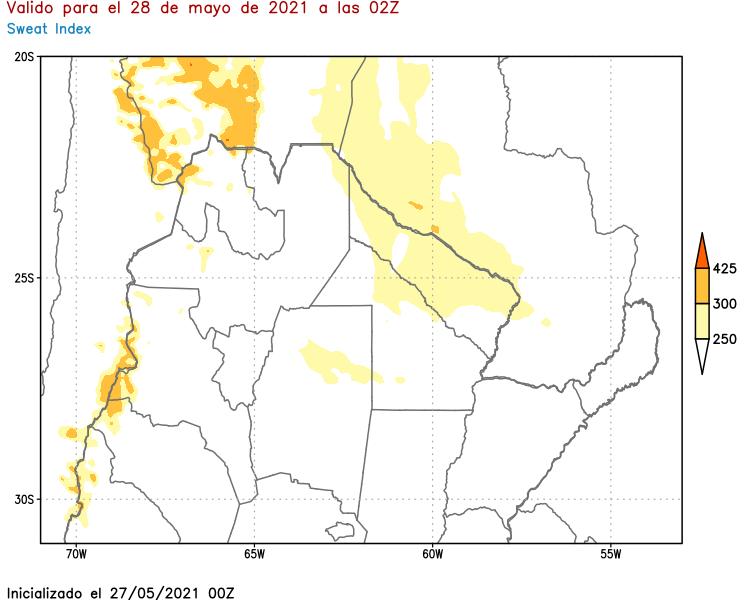 Valido para el 28 de mayo de 2021 a las 02Z
Sweat Index
20S
25S
30S
70W
65W
60W
55W
425
300
250
Inicializado el 27/05/2021 00Z